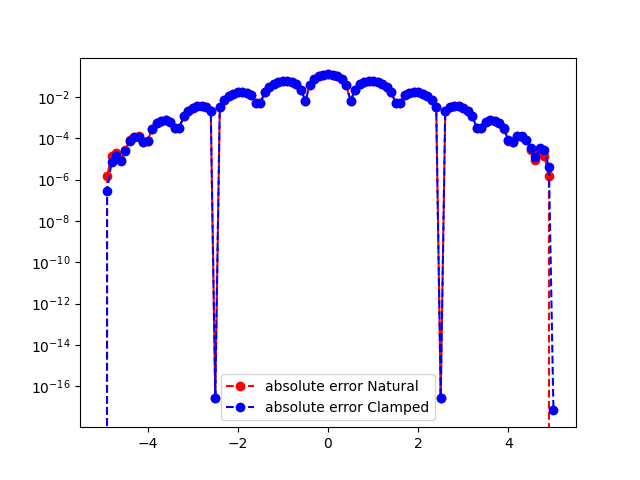 10⁻²
10⁻⁴
10⁻⁶
10⁻⁸
10⁻¹⁰
10⁻¹²
10⁻¹⁴
10⁻¹⁶
absolute error Natural
absolute error Clamped
−4 −2 0 2 4